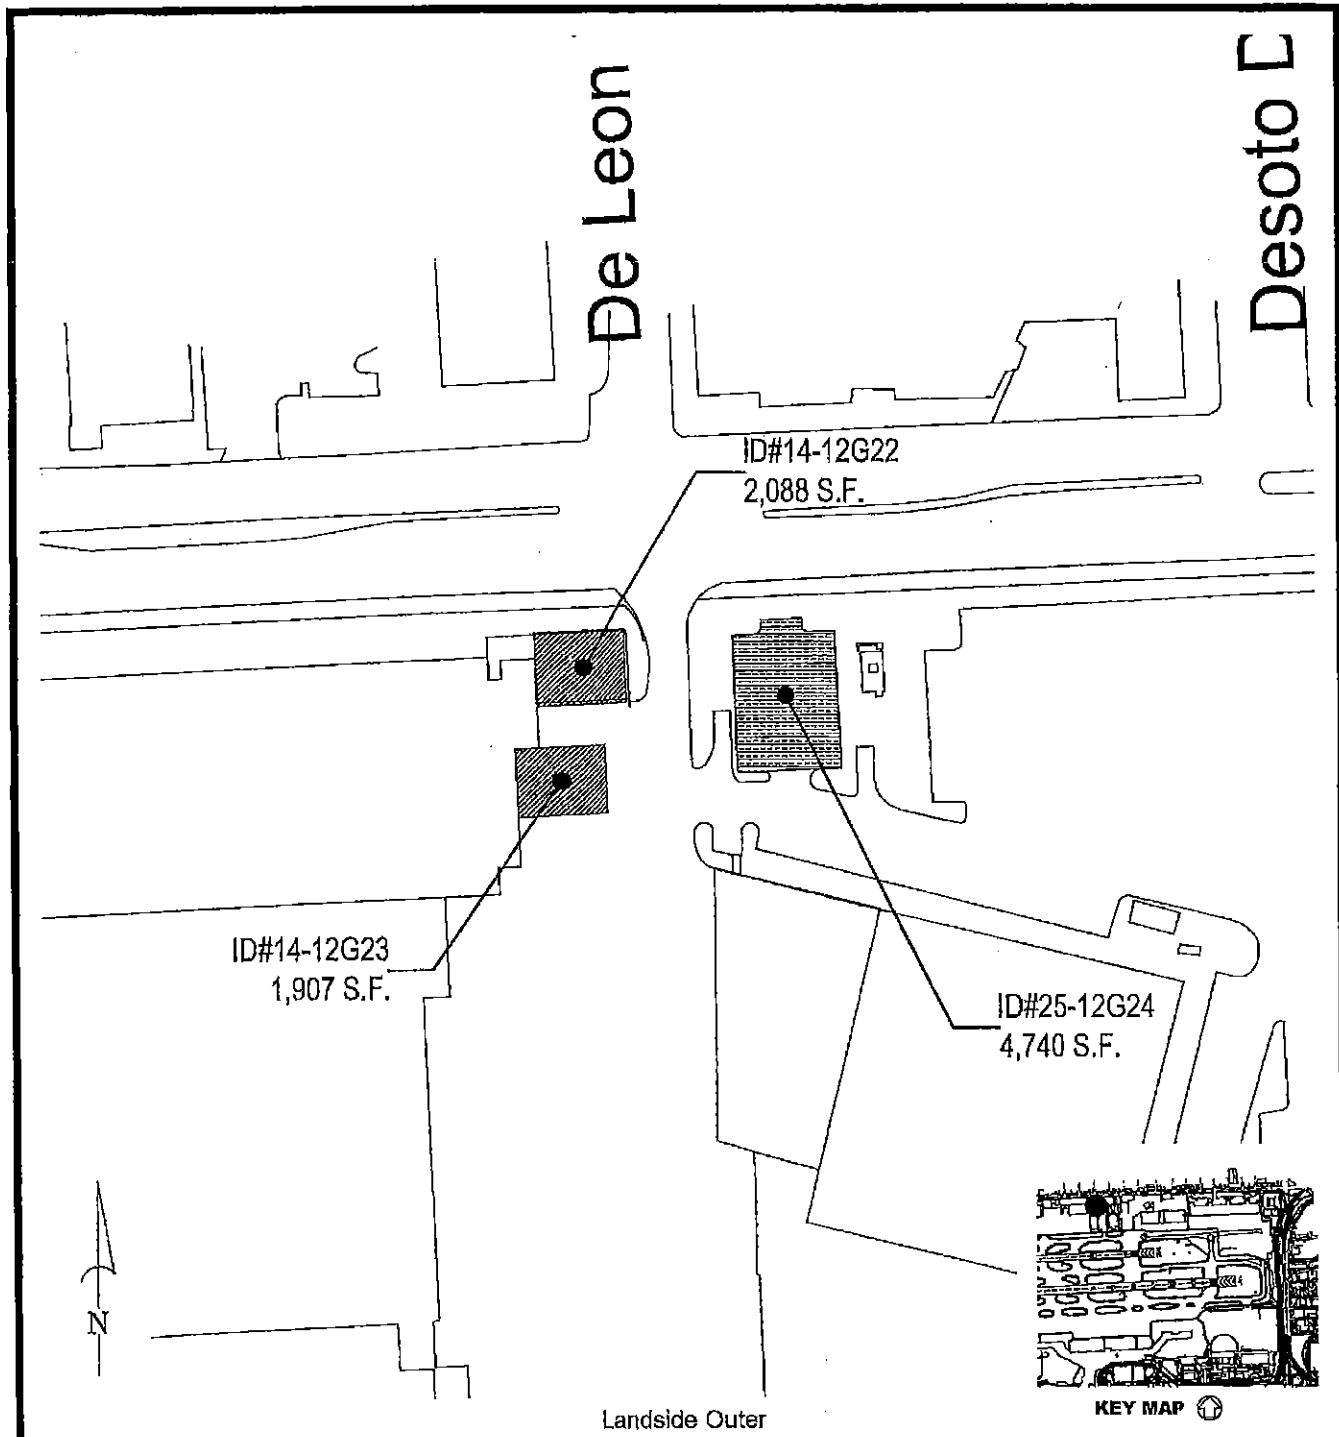 De Leon
Desoto D
ID#14-12G22
2,088 S.F.
ID#14-12G23
1,907 S.F.
ID#25-12G24
4,740 S.F.
N
KEY MAP
Landside Outer